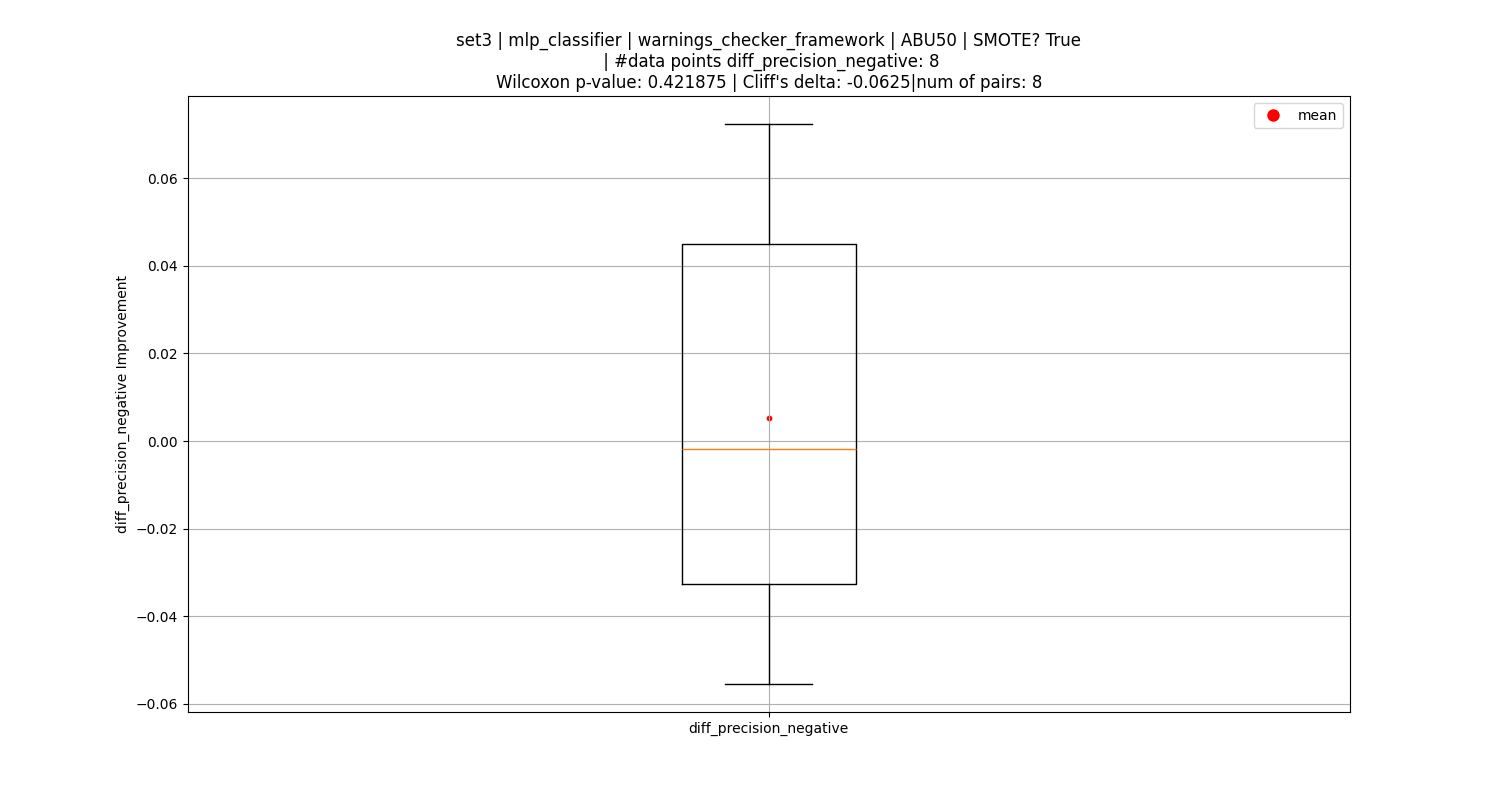 set3 | mlp_classifier | warnings_checker_framework | ABU50 | SMOTE? True
| #data points diff_precision_negative: 8
Wilcoxon p-value: 0.421875 | Cliff's delta: -0.0625|num of pairs: 8
mean
0.06
0.04
0.02
0.00
−0.02
−0.04
−0.06
diff_precision_negative Improvement
diff_precision_negative